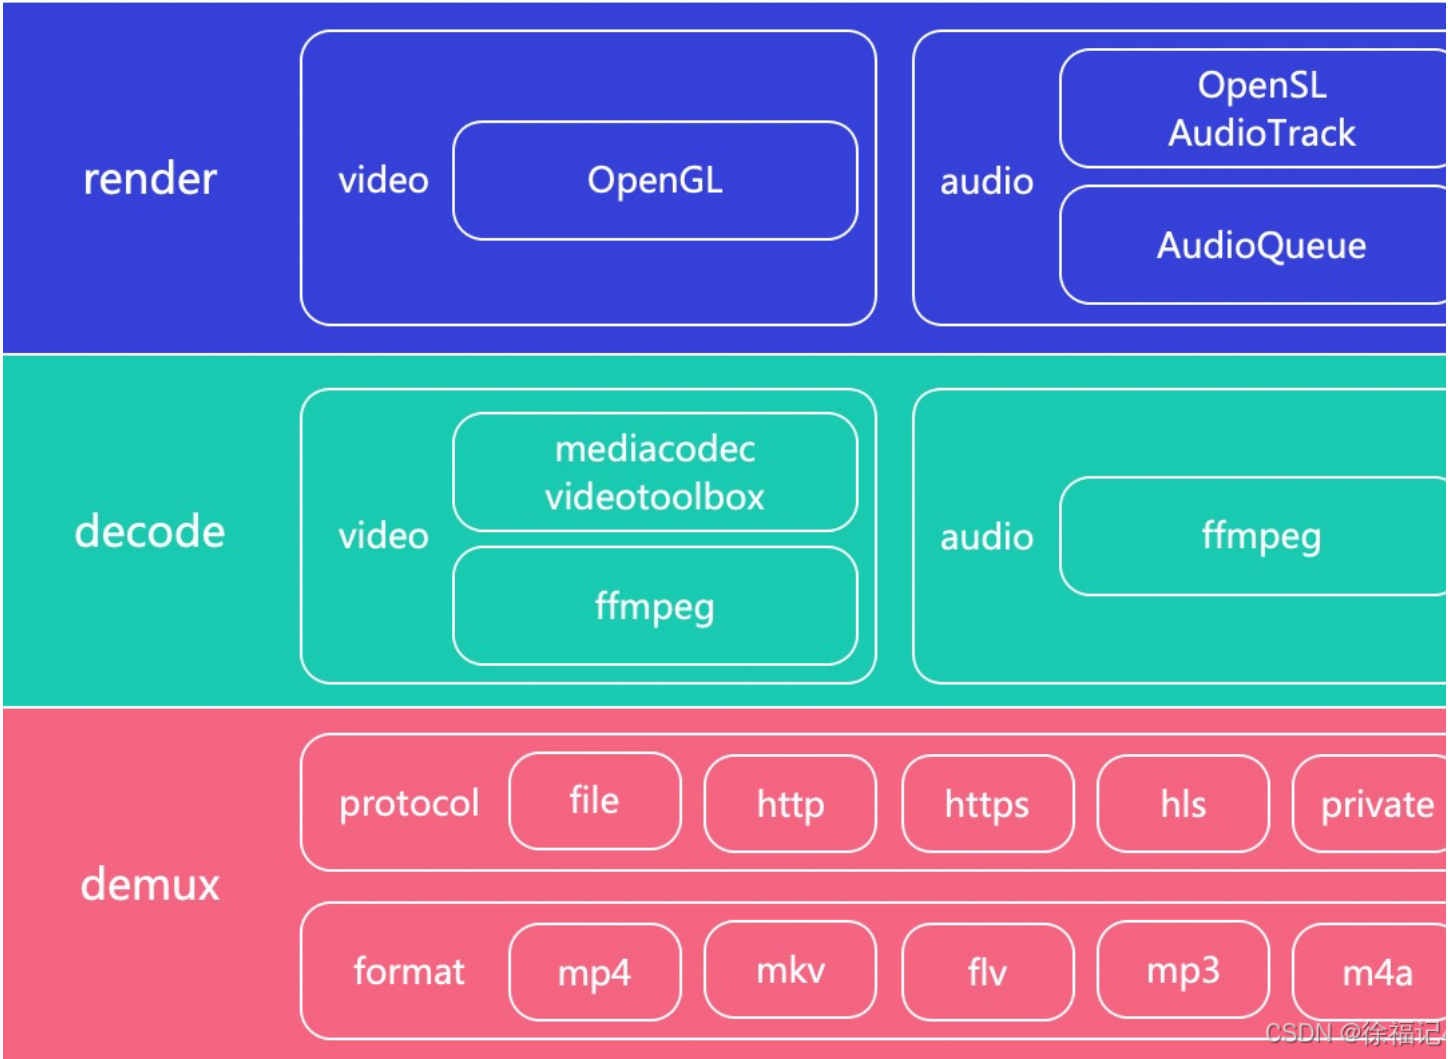 render
video
OpenGL
audio
OpenSL
AudioTrack
AudioQueue
decode
video
mediacodec
videotoolbox
ffmpeg
audio
ffmpeg
demux
protocol
file
http
https
hls
private
format
mp4
mkv
flv
mp3
m4a
CSDN @徐福记